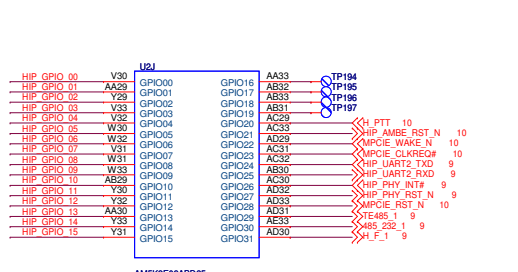 U2J
HIP_GPIO_00 V30 GPIO00 GPIO16 AA33 TP194
HIP_GPIO_01 AA29 GPIO01 GPIO17 AB32 TP195
HIP_GPIO_02 Y29 GPIO02 GPIO18 AB33 TP196
HIP_GPIO_03 V33 GPIO03 GPIO19 AB31 TP197
HIP_GPIO_04 V32 GPIO04 GPIO20 AC29 H_PTT 10
HIP_GPIO_05 W30 GPIO05 GPIO21 AC33 HIP_AMBE_RST_N 10
HIP_GPIO_06 W32 GPIO06 GPIO22 AD29 MPCIE_WAKE_N 10
HIP_GPIO_07 V31 GPIO07 GPIO23 AC31 MPCIE_CLKREQ# 10
HIP_GPIO_08 W31 GPIO08 GPIO24 AC32 HIP_UART2_TXD 9
HIP_GPIO_09 W33 GPIO09 GPIO25 AB30 HIP_UART2_RXD 9
HIP_GPIO_10 AB29 GPIO10 GPIO26 AC30 HIP_PHY_INT# 9
HIP_GPIO_11 Y30 GPIO11 GPIO27 AD32 HIP_PHY_RST_N 9
HIP_GPIO_12 Y32 GPIO12 GPIO28 AD33 MPCIE_RST_N 10
HIP_GPIO_13 AA30 GPIO13 GPIO29 AD31 TE485_1 9
HIP_GPIO_14 Y33 GPIO14 GPIO30 AE33 485_232_1 9
HIP_GPIO_15 Y31 GPIO15 GPIO31 AD30 H_F_1 9